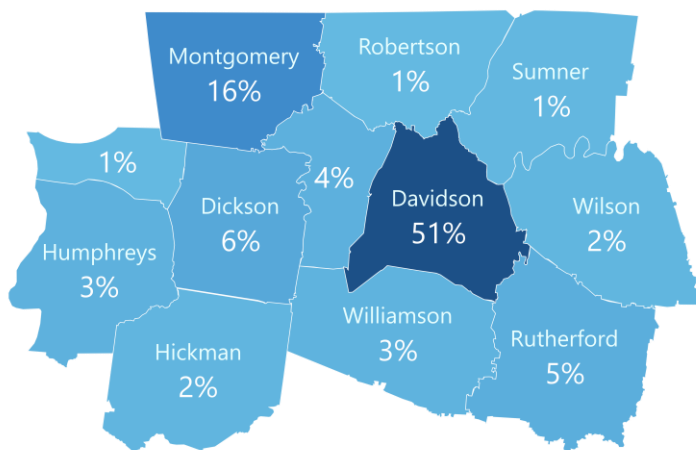 Montgomery
16%
Robertson
1%
Sumner
1%
1%
Dickson
6%
4%
Davidson
51%
Wilson
2%
Humphreys
3%
Williamson
3%
Rutherford
5%
Hickman
2%